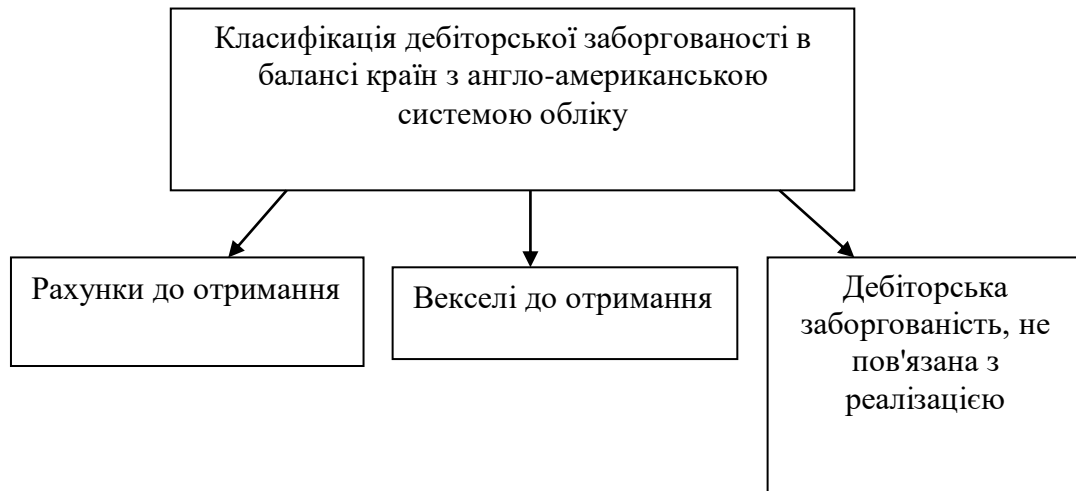 Класифікація дебіторської заборгованості в
балансі країн з англо-американською
системою обліку
Рахунки до отримання
Векселі до отримання
Дебіторська
заборгованість, не
пов'язана з
реалізацією